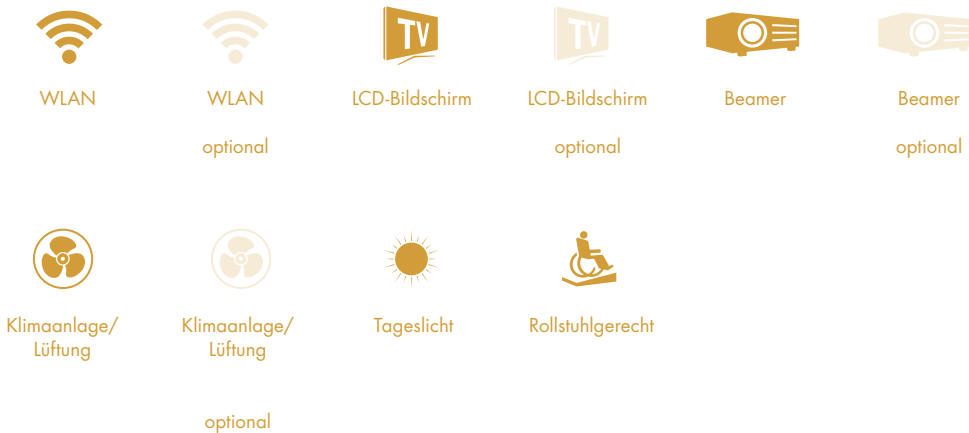 TV
TV
WLAN
WLAN
LCD-Bildschirm
LCD-Bildschirm
Beamer
Beamer
optional
optional
optional
Klimaanlage/
Lüftung
Klimaanlage/
Lüftung
Tageslicht
Rollstuhlgerecht
optional